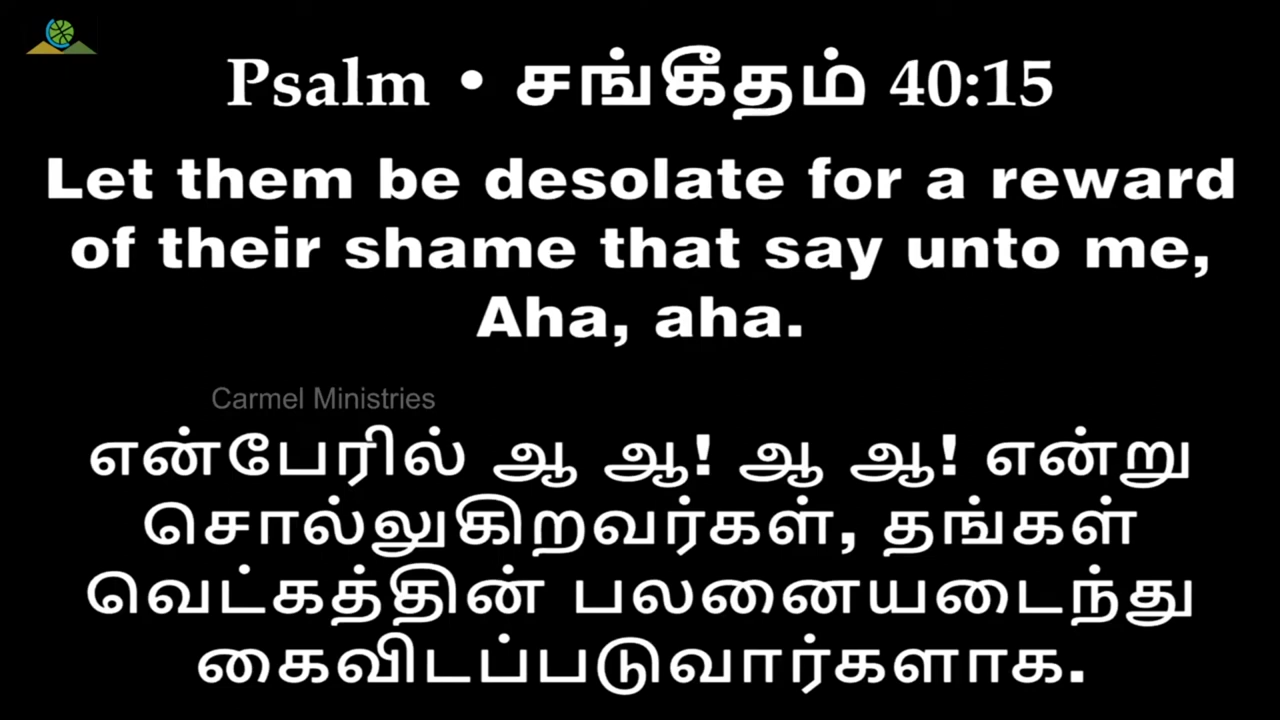 Psalm • சங்கீதம் 40:15
Let them be desolate for a reward
of their shame that say unto me,
Aha, aha.
Carmel Ministries
என்பேரில் ஆ ஆ! ஆ ஆ! என்று
சொல்லுகிறவர்கள், தங்கள்
வெட்கத்தின் பலனையடைந்து
கைவிடப்படுவார்களாக.